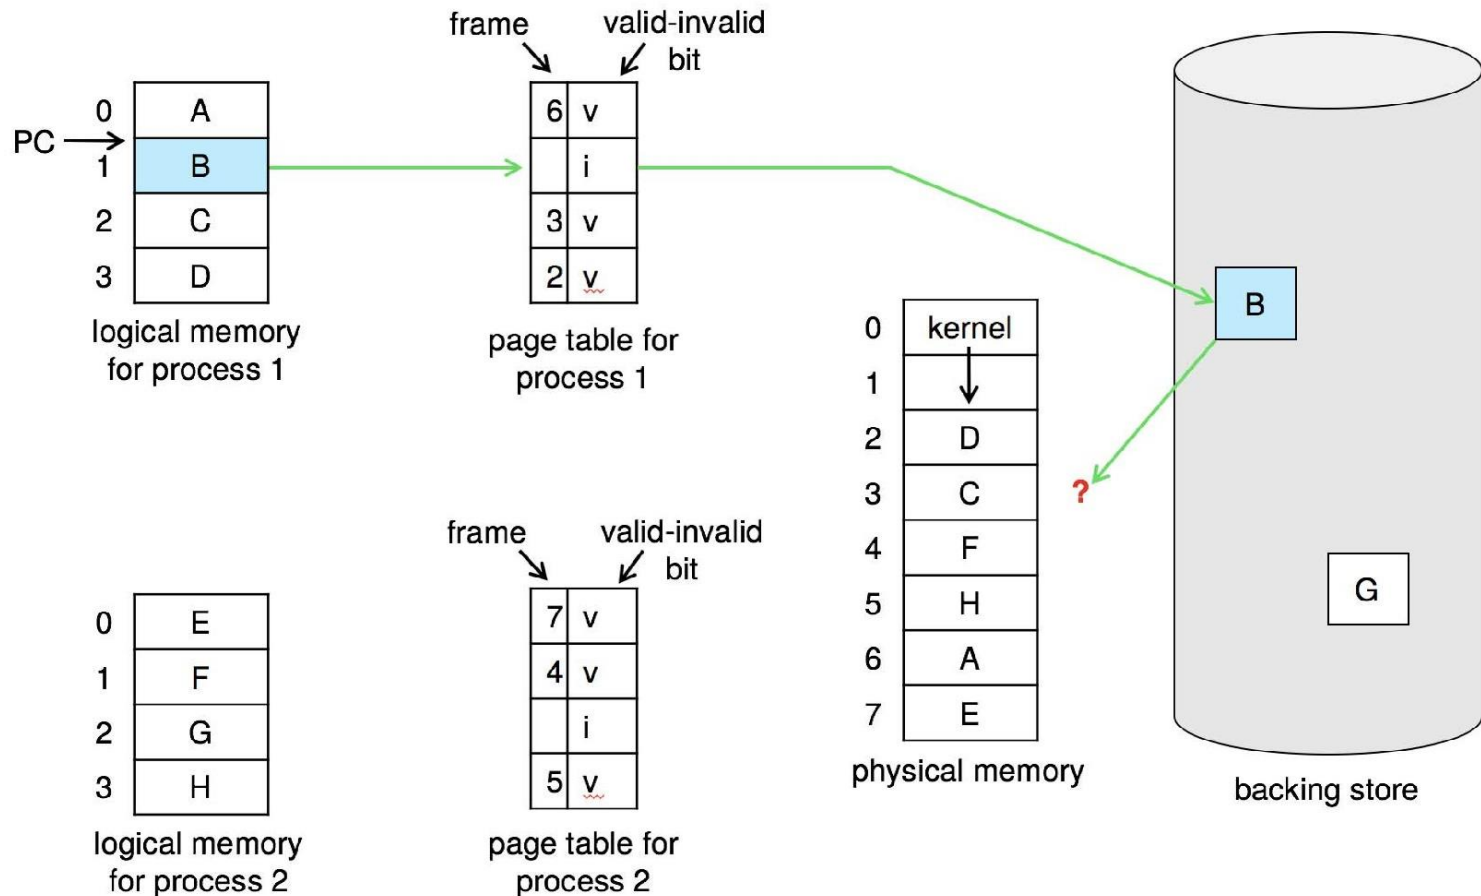 frame
valid-invalid
bit
0 A
PC
1 B
2 C
3 D
logical memory
for process 1
6 v
i
3 v
2 v
page table for
process 1
0 kernel
1
2 D
3 C
4 F
5 H
6 A
7 E
physical memory
B
?
G
backing store
0 E
1 F
2 G
3 H
logical memory
for process 2
frame
valid-invalid
bit
7 v
4 v
i
5 v
page table for
process 2